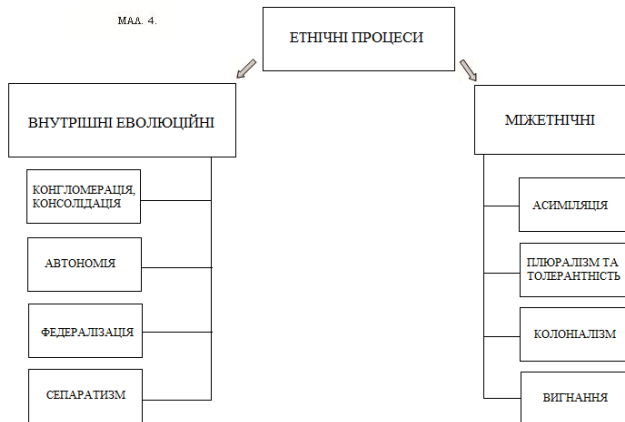 МАЛ. 4.
ЕТНІЧНІ ПРОЦЕСИ
ВНУТРІШНІ ЕВОЛЮЦІЙНІ
МІЖЕТНІЧНІ
КОНГЛОМЕРАЦІЯ,
КОНСОЛІДАЦІЯ
АВТОНОМІЯ
ФЕДЕРАЛІЗАЦІЯ
СЕПАРАТИЗМ
АСИМІЛЯЦІЯ
ПЛЮРАЛІЗМ ТА
ТОЛЕРАНТНІСТЬ
КОЛОНІАЛІЗМ
ВИГНАННЯ